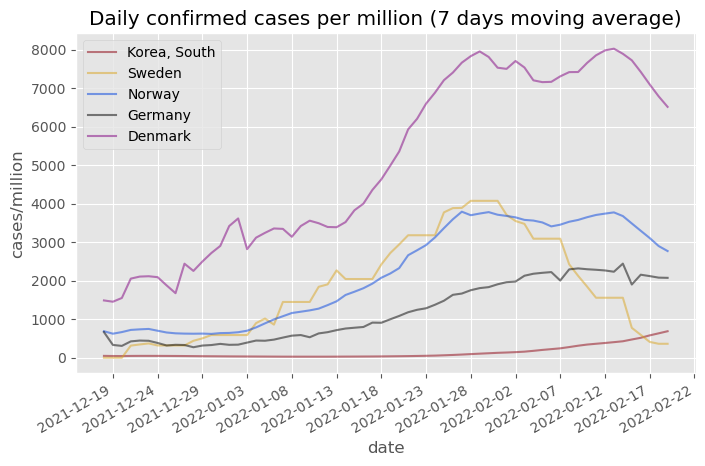 Daily confirmed cases per million (7 days moving average)
Korea, South
Sweden
Norway
Germany
Denmark
cases/million
8000
7000
6000
5000
4000
3000
2000
1000
0
2021-12-19
2021-12-24
2021-12-29
2022-01-03
2022-01-08
2022-01-13
2022-01-18
2022-01-23
2022-01-28
2022-02-02
2022-02-07
2022-02-12
2022-02-17
2022-02-22
date